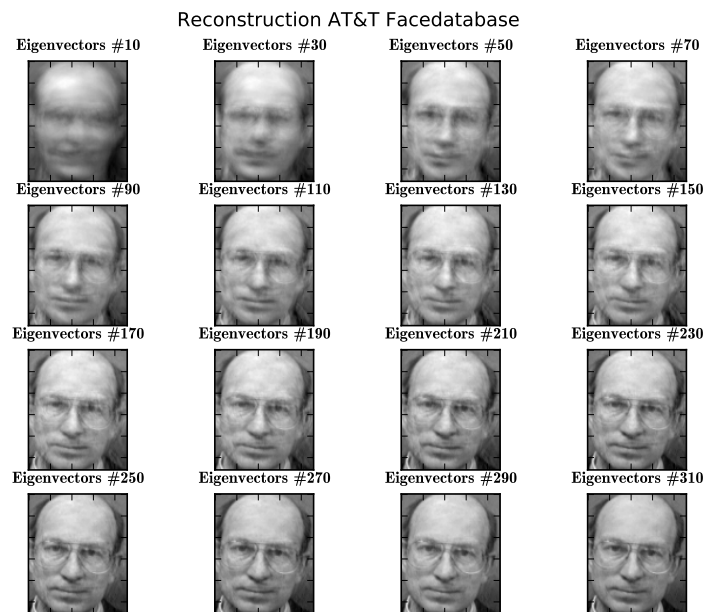 Reconstruction AT&T Facedatabase
Eigenvectors #10 Eigenvectors #30 Eigenvectors #50 Eigenvectors #70
Eigenvectors #90 Eigenvectors #110 Eigenvectors #130 Eigenvectors #150
Eigenvectors #170 Eigenvectors #190 Eigenvectors #210 Eigenvectors #230
Eigenvectors #250 Eigenvectors #270 Eigenvectors #290 Eigenvectors #310